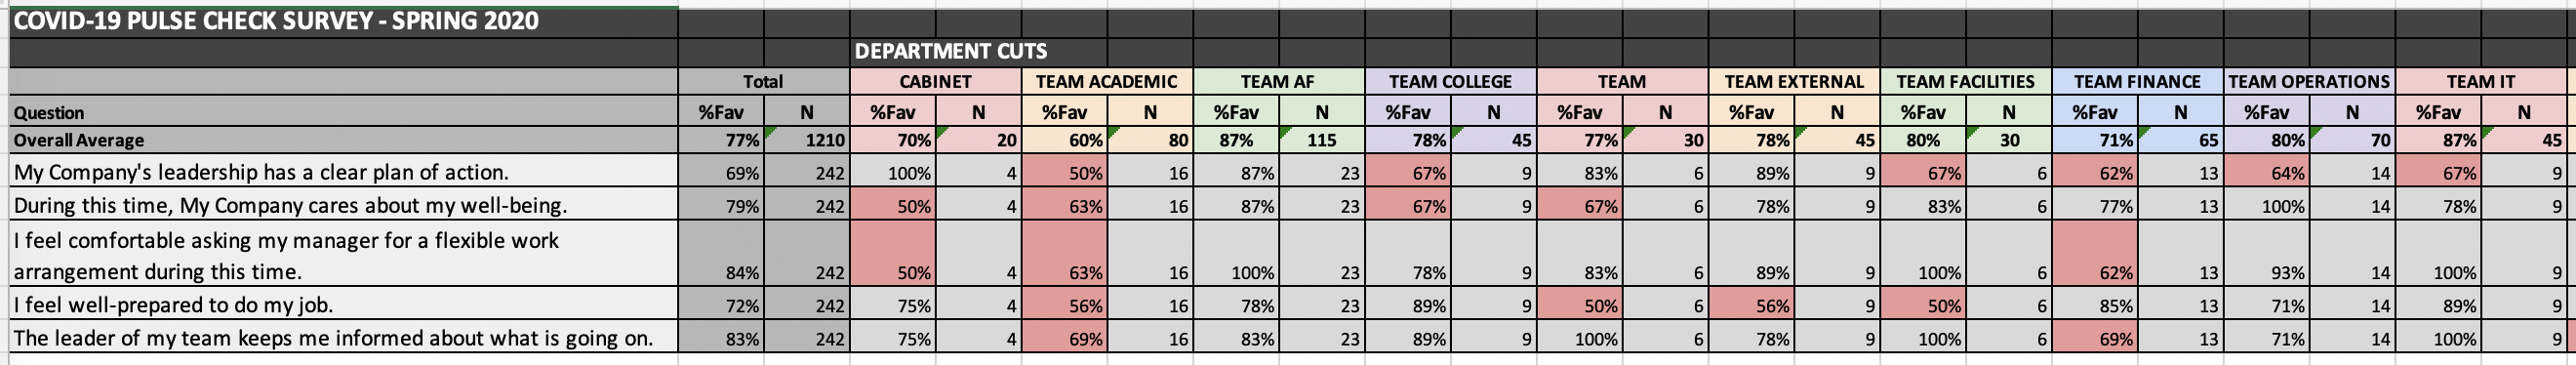 COVID-19 PULSE CHECK SURVEY - SPRING 2020
DEPARTMENT CUTS
Total CABINET TEAM ACADEMIC TEAM AF TEAM COLLEGE TEAM TEAM EXTERNAL TEAM FACILITIES TEAM FINANCE TEAM OPERATIONS TEAM IT
Question %Fav N %Fav N %Fav N %Fav N %Fav N %Fav N %Fav N %Fav N %Fav N %Fav N %Fav N
Overall Average 77% 1210 70% 20 60% 80 87% 115 78% 45 77% 30 78% 45 80% 30 71% 65 80% 70 87% 45
My Company's leadership has a clear plan of action. 69% 242 100% 4 50% 16 87% 23 67% 9 83% 6 89% 9 67% 6 62% 13 64% 14 67% 9
During this time, My Company cares about my well-being. 79% 242 50% 4 63% 16 87% 23 67% 9 67% 6 78% 9 83% 6 77% 13 100% 14 78% 9
I feel comfortable asking my manager for a flexible work
arrangement during this time. 84% 242 50% 4 63% 16 100% 23 78% 9 83% 6 89% 9 100% 6 62% 13 93% 14 100% 9
I feel well-prepared to do my job. 72% 242 75% 4 56% 16 78% 23 89% 9 50% 6 56% 9 50% 6 85% 13 71% 14 89% 9
The leader of my team keeps me informed about what is going on. 83% 242 75% 4 69% 16 83% 23 89% 9 100% 6 78% 9 100% 6 69% 13 71% 14 100% 9